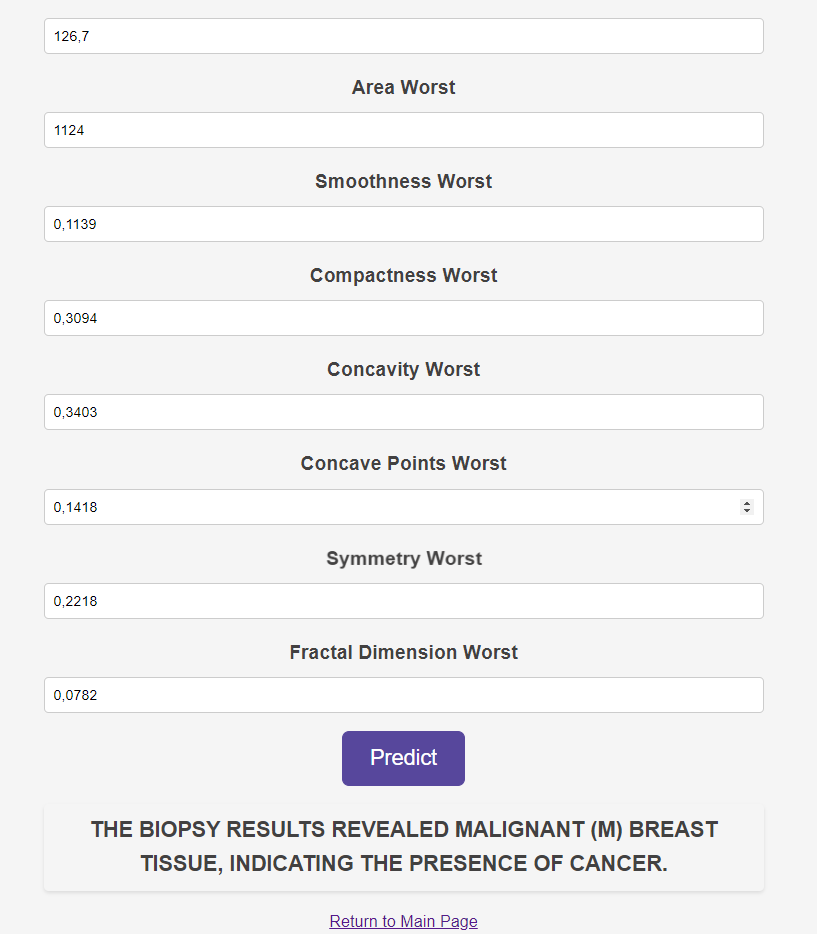 126,7
Area Worst
1124
Smoothness Worst
0,1139
Compactness Worst
0,3094
Concavity Worst
0,3403
Concave Points Worst
0,1418
Symmetry Worst
0,2218
Fractal Dimension Worst
0,0782
Predict
THE BIOPSY RESULTS REVEALED MALIGNANT (M) BREAST
TISSUE, INDICATING THE PRESENCE OF CANCER.
Return to Main Page